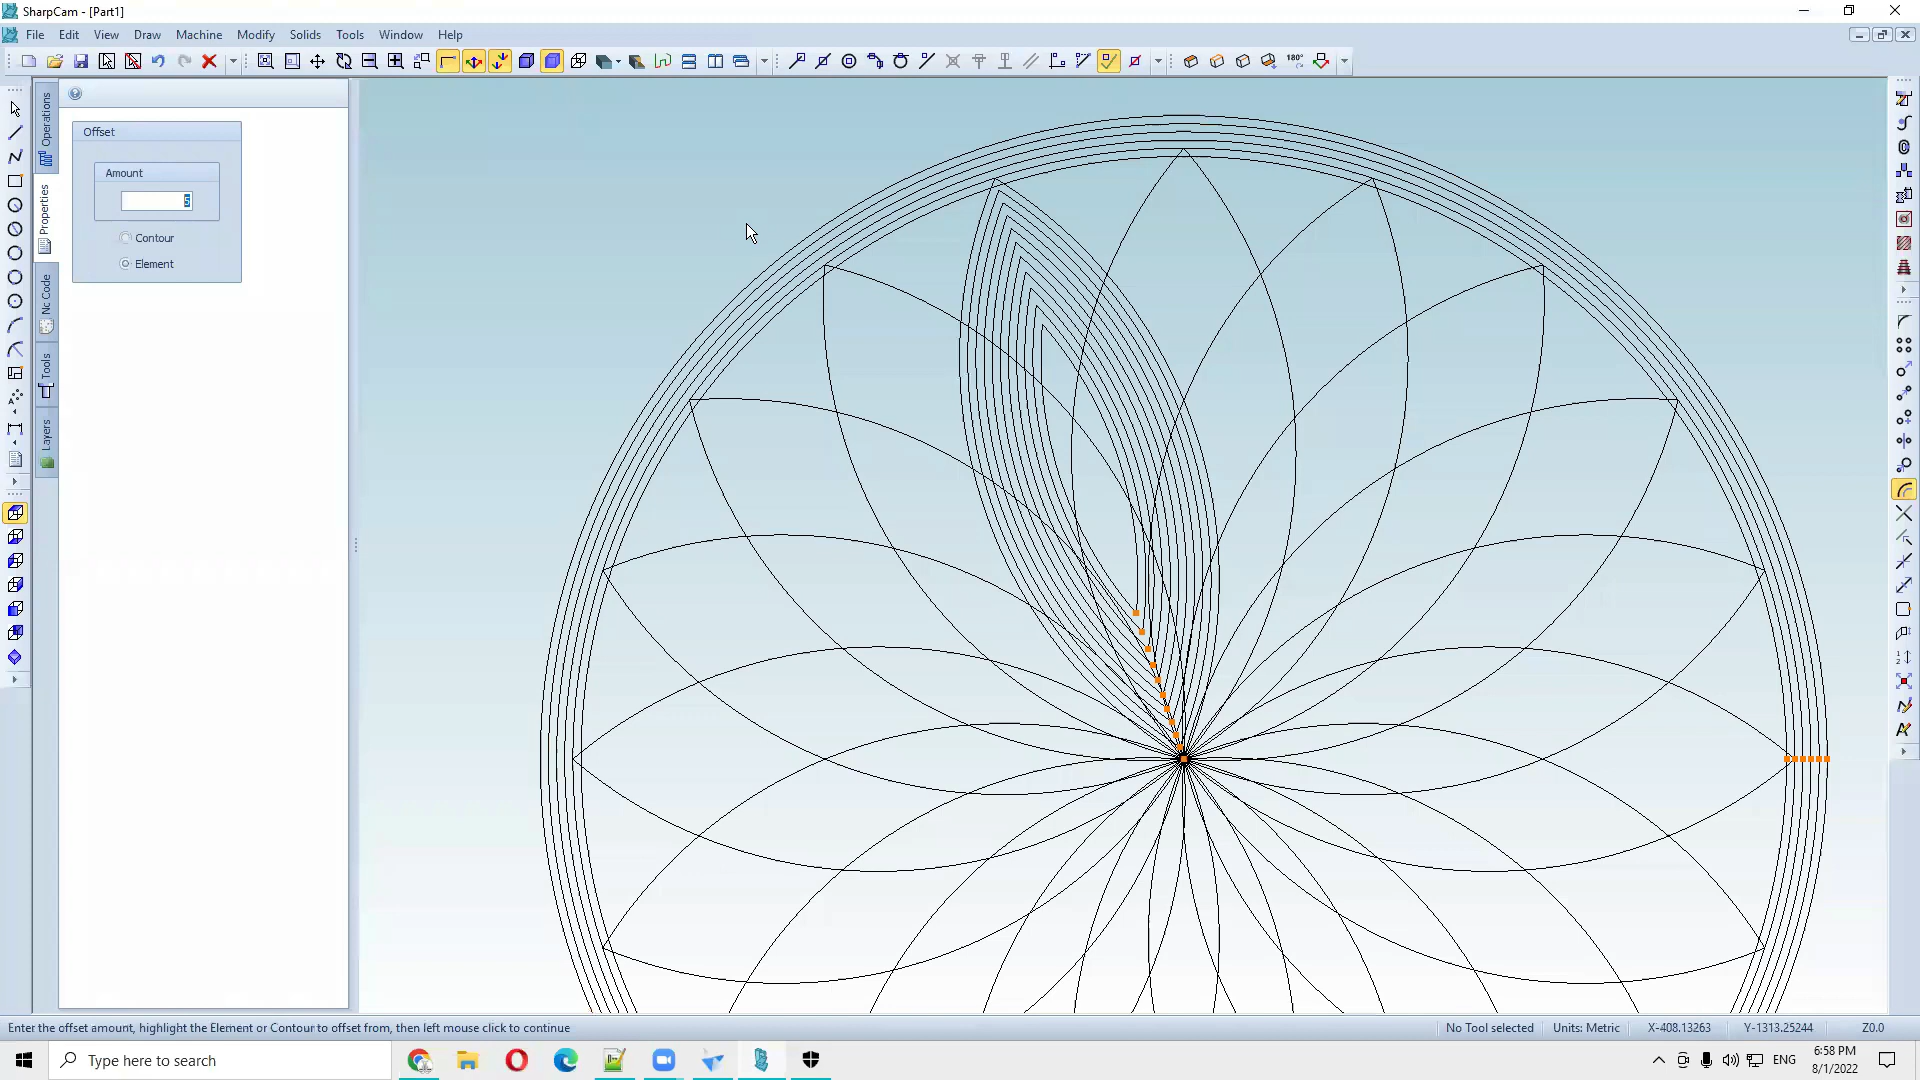 SharpCam - [Part1]
File Edit View Draw Machine Modify Solids Tools Options Window Help
180°
Operations
Properties
Nc Code
Tools
Layers
Offset
Amount
5
Contour
Element
Enter the offset amount, highlight the Element or Contour to offset from, then left mouse click to continue
No Tool selected Units: Metric X-408.13263 Y-1313.25244 Z0.0
Type here to search
ENG
6:58 PM
8/1/2022